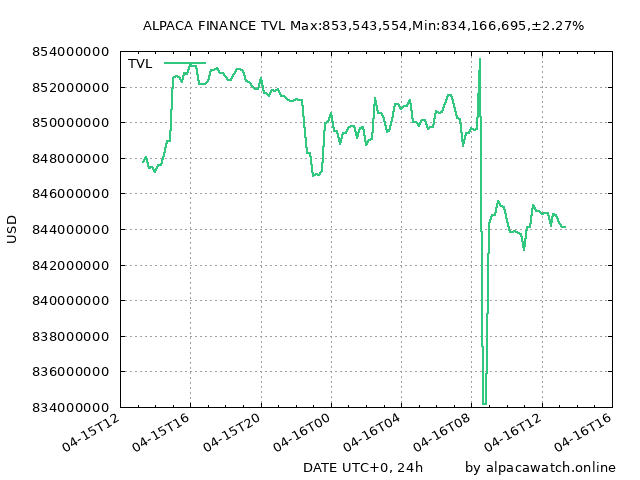 ALPACA FINANCE TVL Max:853,543,554,Min:834,166,695,±2.27%
854000000
TVL
852000000
850000000
848000000
846000000
USD
844000000
842000000
840000000
838000000
836000000
834000000
04-15T12 04-15T16 04-15T20 04-16T00 04-16T04 04-16T08 04-16T12 04-16T16
DATE UTC+0, 24h by alpacawatch.online